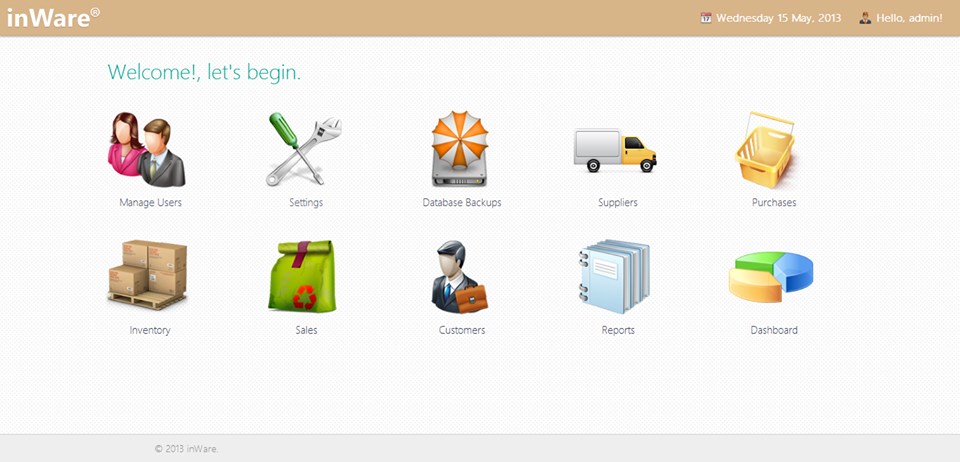 inWare®
Wednesday 15 May, 2013
Hello, admin!
Welcome!, let's begin.
Manage Users
Settings
Database Backups
Suppliers
Purchases
Inventory
Sales
Customers
Reports
Dashboard
© 2013 inWare.